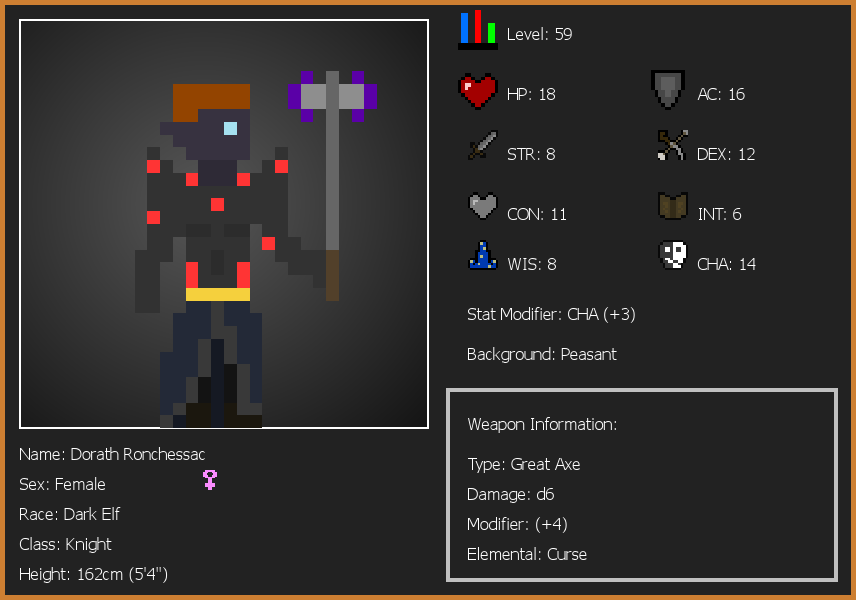 Level: 59
HP: 18
AC: 16
STR: 8
DEX: 12
CON: 11
INT: 6
WIS: 8
CHA: 14
Stat Modifier: CHA (+3)
Background: Peasant
Weapon Information:
Type: Great Axe
Damage: d6
Modifier: (+4)
Elemental: Curse
Name: Dorath Ronchessac
Sex: Female
Race: Dark Elf
Class: Knight
Height: 162cm (5'4")